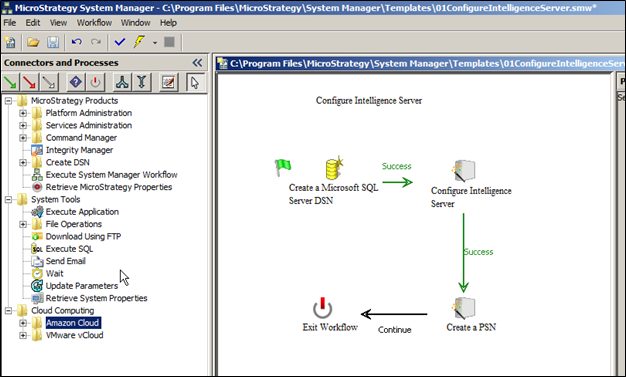 MicroStrategy System Manager - C:\Program Files\MicroStrategy\System Manager\Templates\01ConfigureIntelligenceServer.smw*
File Edit Workflow Window Help
Connectors and Processes
MicroStrategy Products
Platform Administration
Services Administration
Command Manager
Integrity Manager
Create DSN
Execute System Manager Workflow
Retrieve MicroStrategy Properties
System Tools
Execute Application
File Operations
Download Using FTP
Execute SQL
Send Email
Wait
Update Parameters
Retrieve System Properties
Cloud Computing
Amazon Cloud
VMware vCloud
C:\Program Files\MicroStrategy\System Manager\Templates\01ConfigureIntelligenceServ
Configure Intelligence Server
Success
Create a Microsoft SQL
Server DSN
Configure Intelligence
Server
Success
Exit Workflow
Continue
Create a PSN